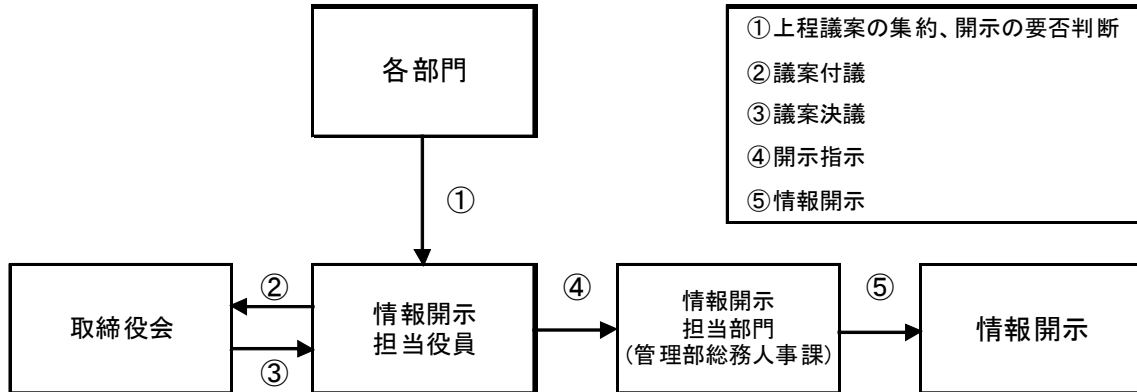 各部門
①上程議案の集約、開示の要否判断
②議案付議
③議案決議
④開示指示
⑤情報開示
①
取締役会
②
③
情報開示
担当役員
④
情報開示
担当部門
(管理部総務人事課)
⑤
情報開示